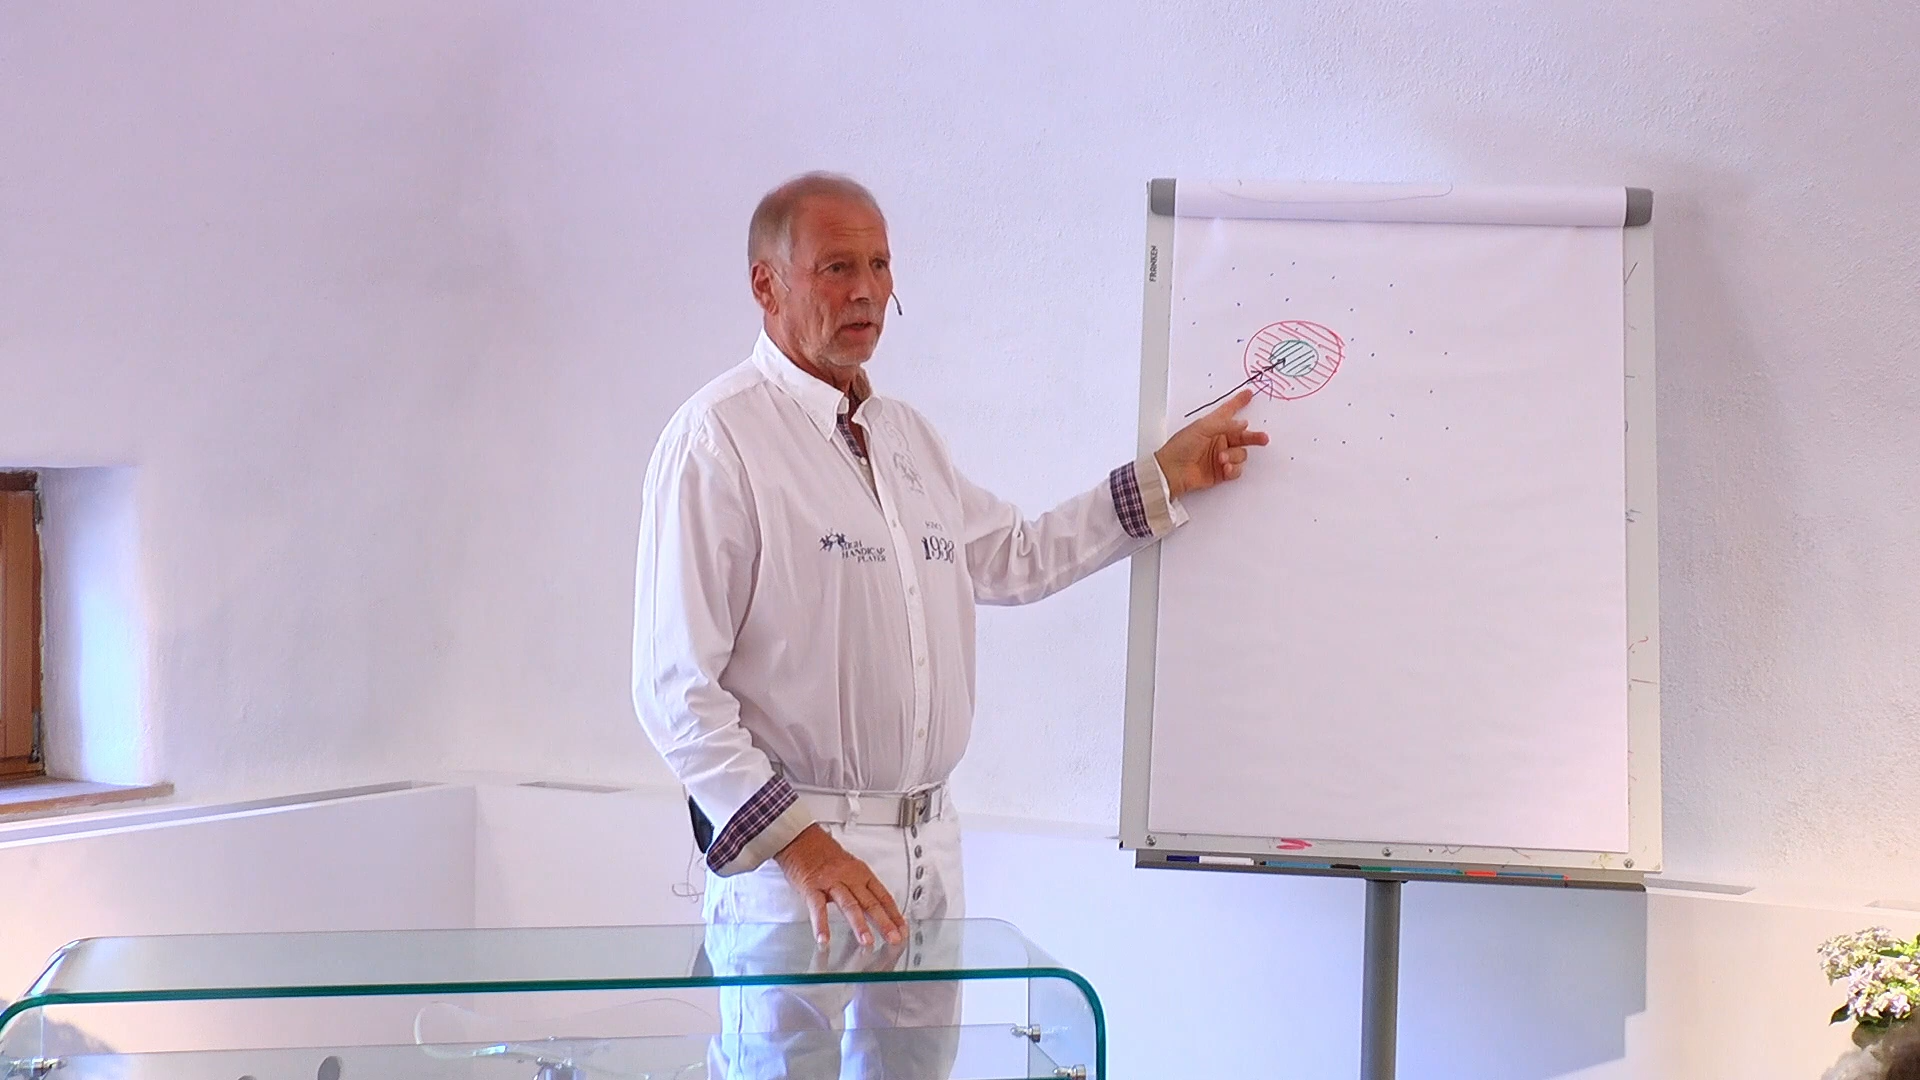 FRANKEN
HIGH
HANDICAP
PLAYER
1938